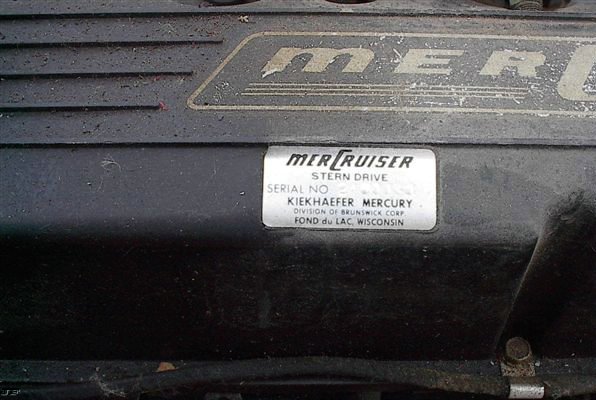 MERC
MERCRUISER
STERN DRIVE
SERIAL NO
KIEKHAEFER MERCURY
DIVISION OF BRUNSWICK CORP.
FOND du LAC, WISCONSIN